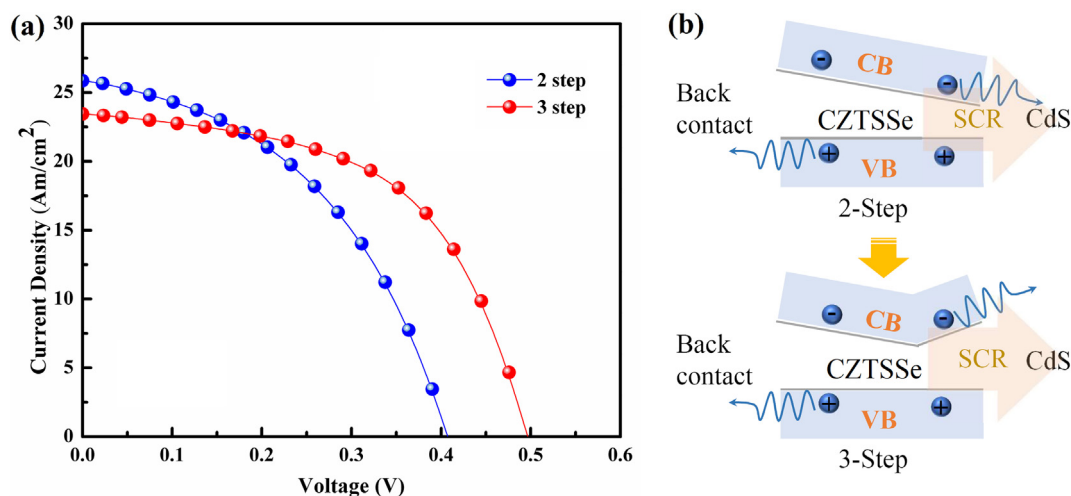 (a)
30
25
20
15
10
5
0
0.0 0.1 0.2 0.3 0.4 0.5 0.6
Current Density (Am/cm2)
Voltage (V)
2 step
3 step
(b)
-
CB
-
Back
contact
CZTSSe
SCR
CdS
+
VB
+
2-Step
-
CB
-
Back
contact
CZTSSe
SCR
CdS
+
VB
+
3-Step